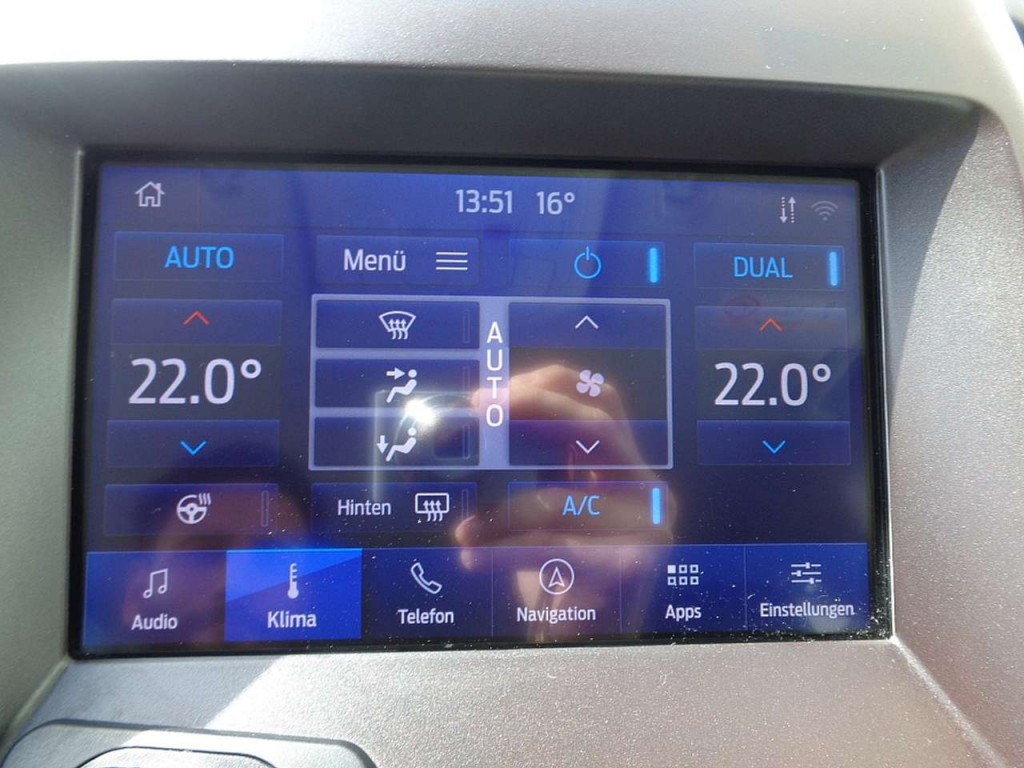 13:51 16°
AUTO Menü DUAL
AUTO
22.0° 22.0°
Hinten A/C
Audio Klima Telefon Navigation Apps Einstellungen